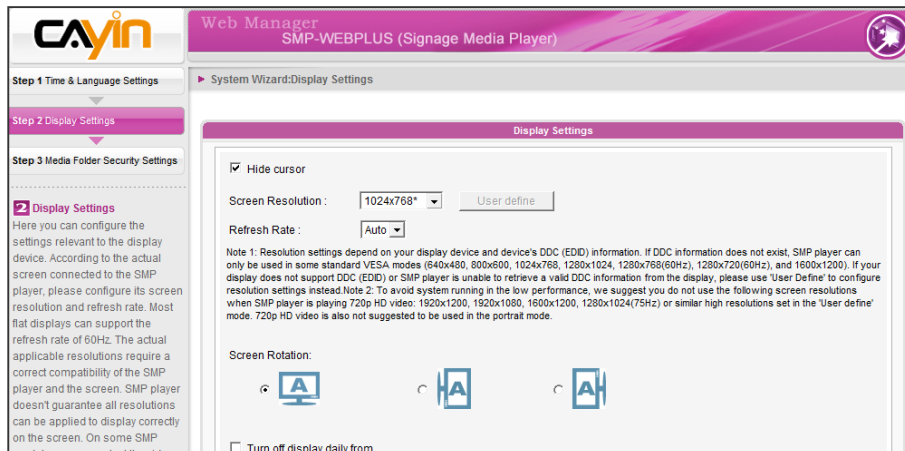 CAYIN
Web Manager
SMP-WEBPLUS (Signage Media Player)
Step 1 Time & Language Settings
Step 2 Display Settings
Step 3 Media Folder Security Settings
2 Display Settings
Here you can configure the
settings relevant to the display
device. According to the actual
screen connected to the SMP
player, please configure its screen
resolution and refresh rate. Most
flat displays can support the
refresh rate of 60Hz. The actual
applicable resolutions require a
correct compatibility of the SMP
player and the screen. SMP player
doesn't guarantee all resolutions
can be applied to display correctly
on the screen. On some SMP
System Wizard:Display Settings
Display Settings
Hide cursor
Screen Resolution : 1024x768* User define
Refresh Rate : Auto
Note 1: Resolution settings depend on your display device and device's DDC (EDID) information. If DDC information does not exist, SMP player can
only be used in some standard VESA modes (640x480, 800x600, 1024x768, 1280x1024, 1280x768(60Hz), 1280x720(60Hz), and 1600x1200). If your
display does not support DDC (EDID) or SMP player is unable to retrieve a valid DDC information from the display, please use 'User Define' to configure
resolution settings instead.Note 2: To avoid system running in the low performance, we suggest you do not use the following screen resolutions
when SMP player is playing 720p HD video: 1920x1200, 1920x1080, 1600x1200, 1280x1024(75Hz) or similar high resolutions set in the 'User define'
mode. 720p HD video is also not suggested to be used in the portrait mode.
Screen Rotation:
A A A
Turn off display daily from